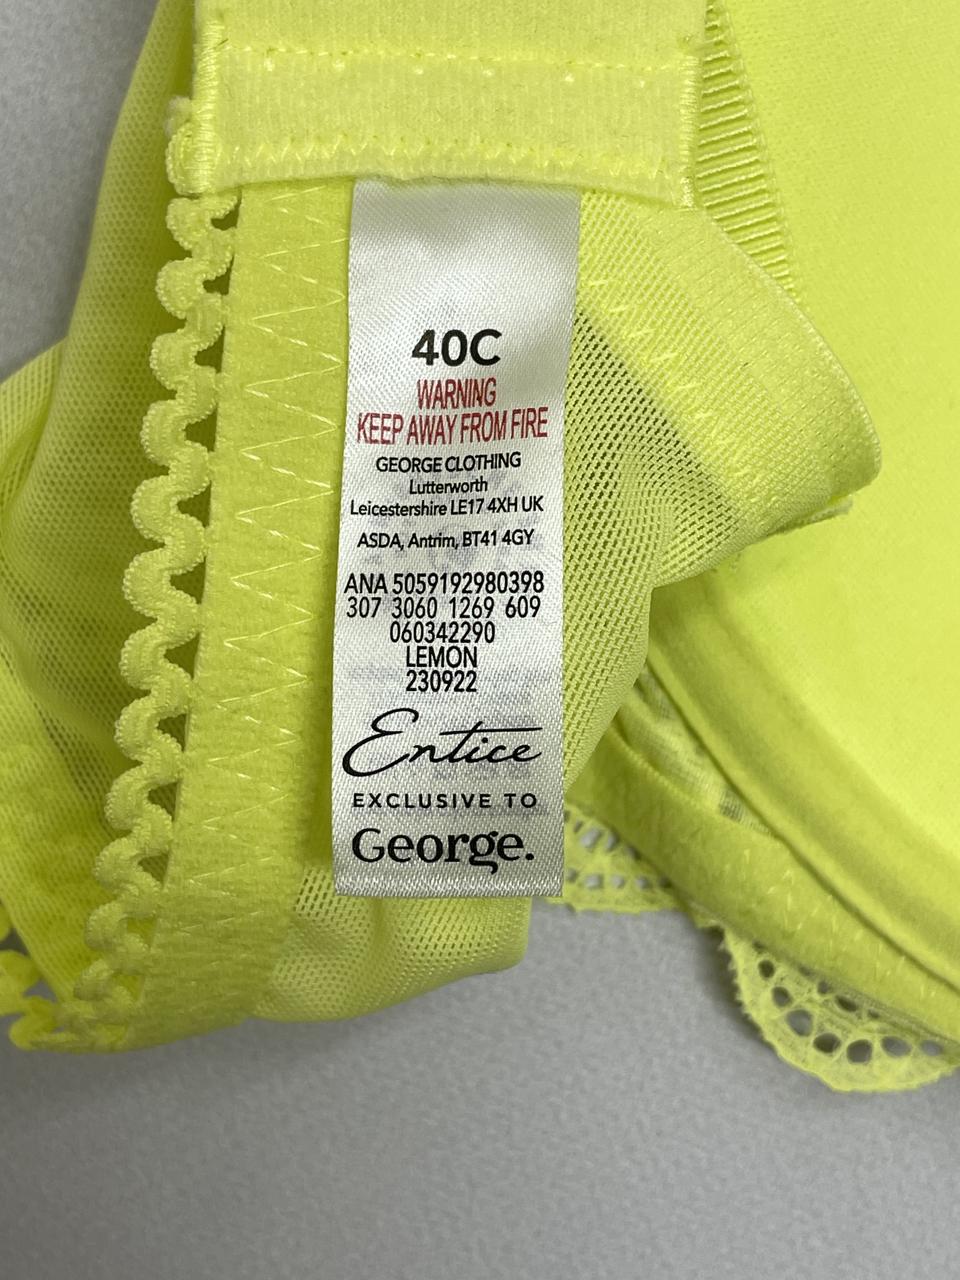 40C
WARNING
KEEP AWAY FROM FIRE
GEORGE CLOTHING
Lutterworth
Leicestershire LE17 4XH UK
ASDA, Antrim, BT41 4GY
ANA 5059192980398
307 3060 1269 609
060342290
LEMON
230922
Entice
EXCLUSIVE TO
George.